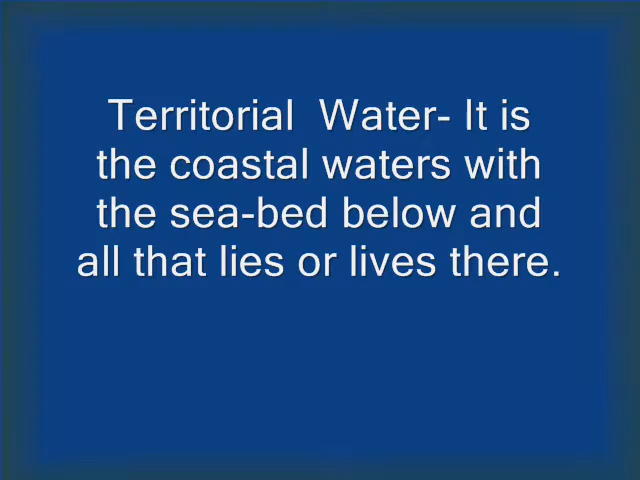 Territorial  Water- It is
the coastal waters with
the sea-bed below and
all that lies or lives there.